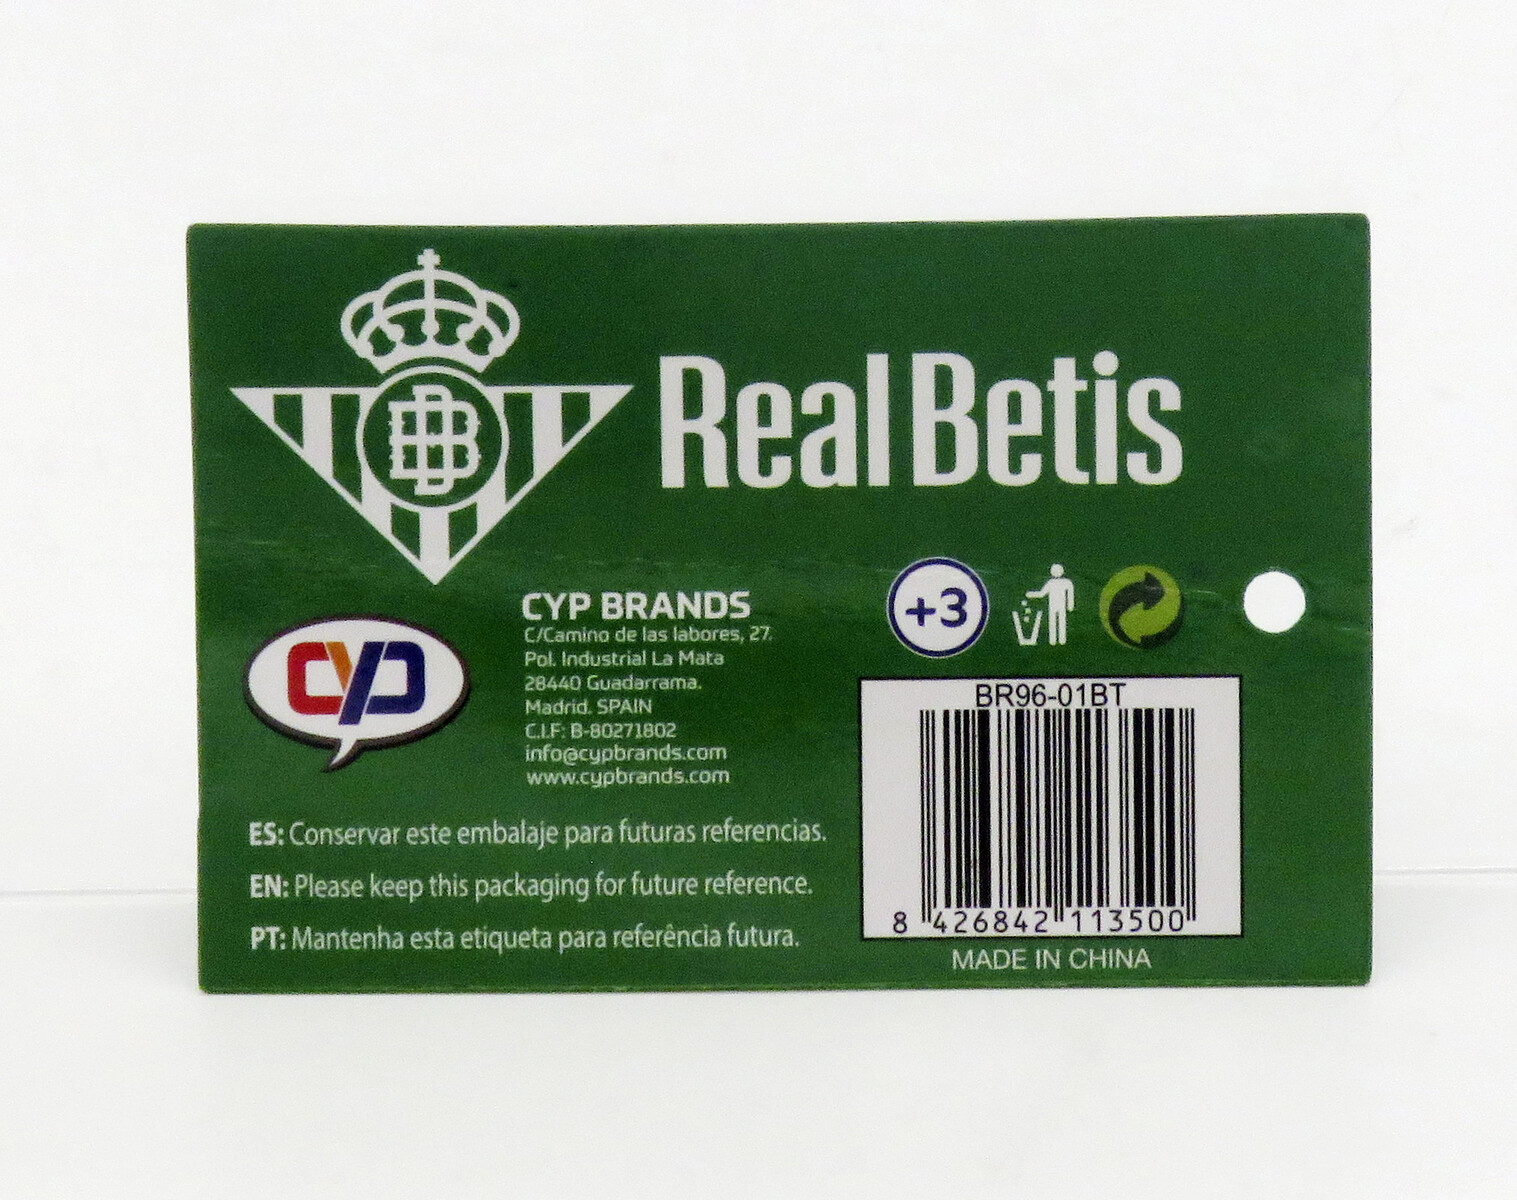 Real Betis
CYP BRANDS
C/Camino de las labores, 27.
Pol. Industrial La Mata
28440 Guadarrama.
Madrid. SPAIN
C.I.F: B-80271802
info@cypbrands.com
www.cypbrands.com
cyp
+3
BR96-01BT
8 426842 113500
MADE IN CHINA
ES: Conservar este embalaje para futuras referencias.
EN: Please keep this packaging for future reference.
PT: Mantenha esta etiqueta para referência futura.